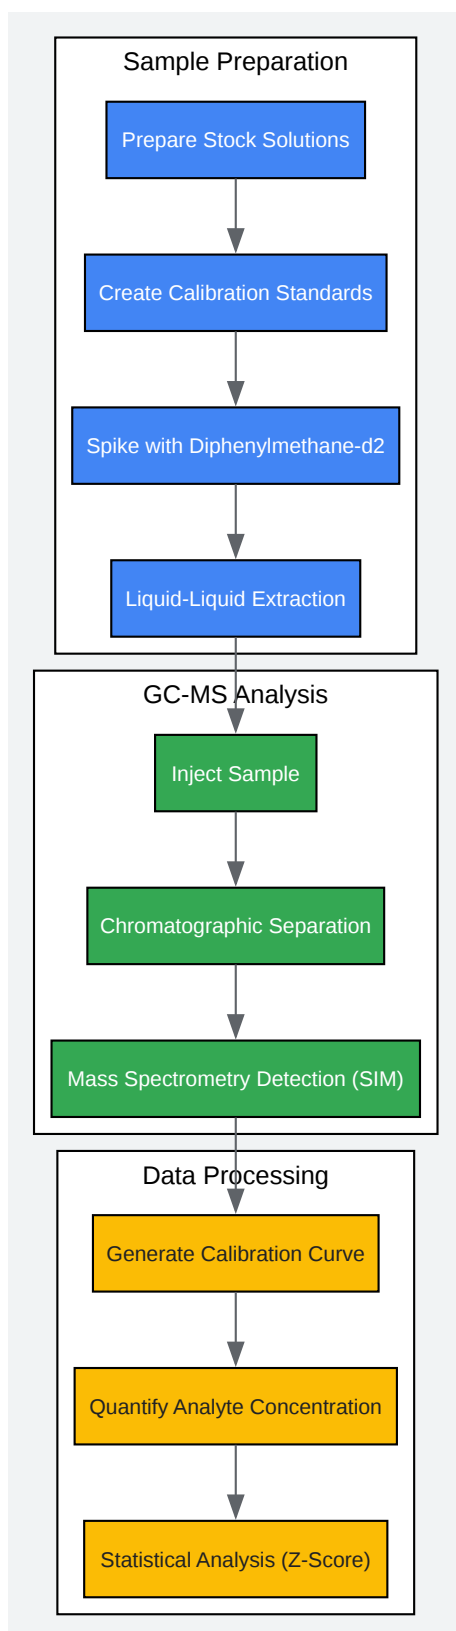 Sample Preparation
Prepare Stock Solutions
Create Calibration Standards
Spike with Diphenylmethane-d2
Liquid-Liquid Extraction
GC-MS Analysis
Inject Sample
Chromatographic Separation
Mass Spectrometry Detection (SIM)
Data Processing
Generate Calibration Curve
Quantify Analyte Concentration
Statistical Analysis (Z-Score)